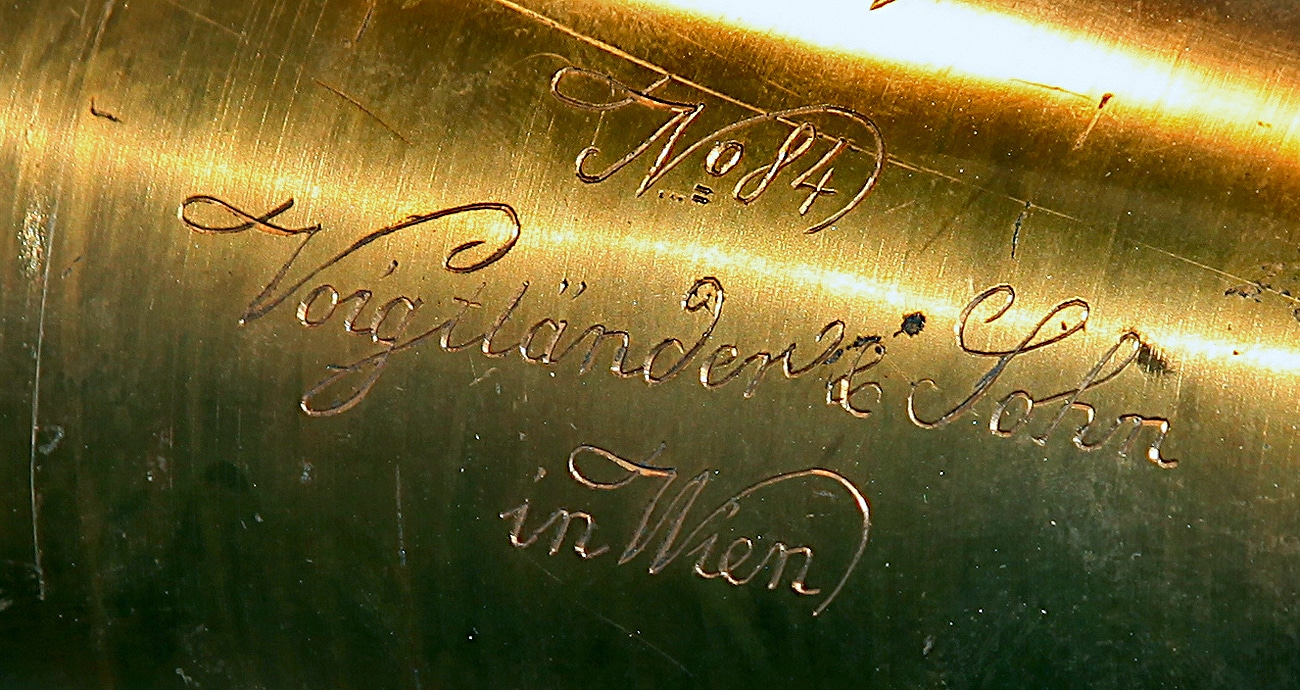 No 84
Voigtländer & Sohn
in Wien